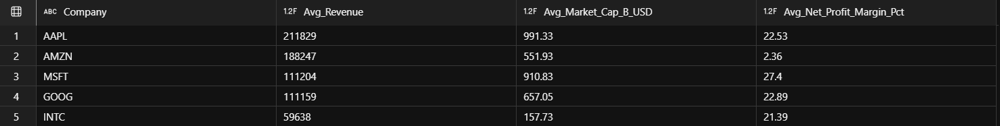 ABC Company 1.2F Avg_Revenue 1.2F Avg_Market_Cap_B_USD 1.2F Avg_Net_Profit_Margin_Pct
1 AAPL 211829 991.33 22.53
2 AMZN 188247 551.93 2.36
3 MSFT 111204 910.83 27.4
4 GOOG 111159 657.05 22.89
5 INTC 59638 157.73 21.39